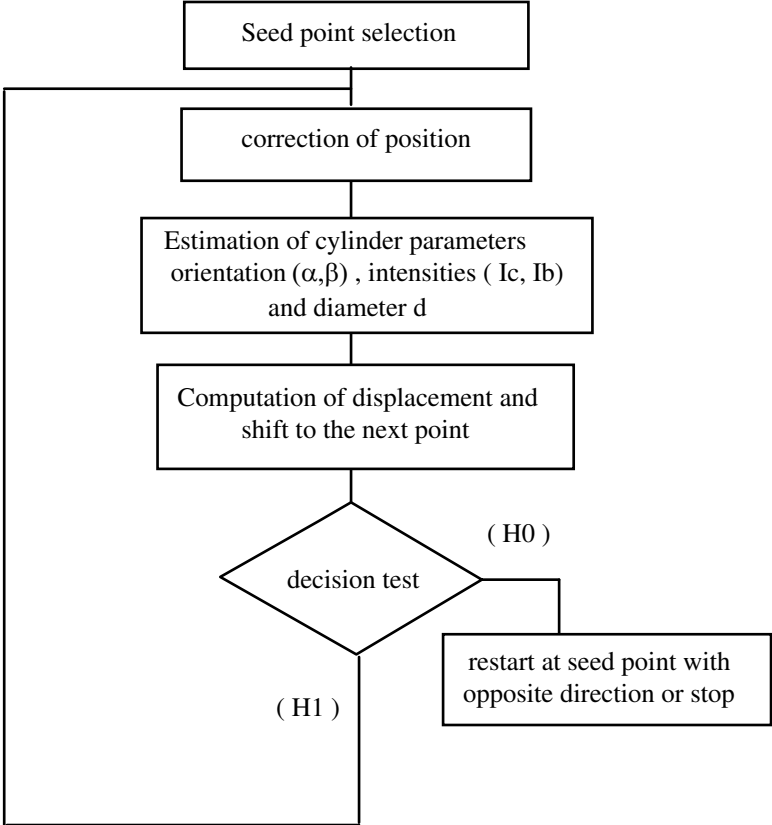 Seed point selection
correction of position
Estimation of cylinder parameters
orientation (α,β) , intensities ( Ic, Ib)
and diameter d
Computation of displacement and
shift to the next point
( H0 )
decision test
restart at seed point with
opposite direction or stop
( H1 )